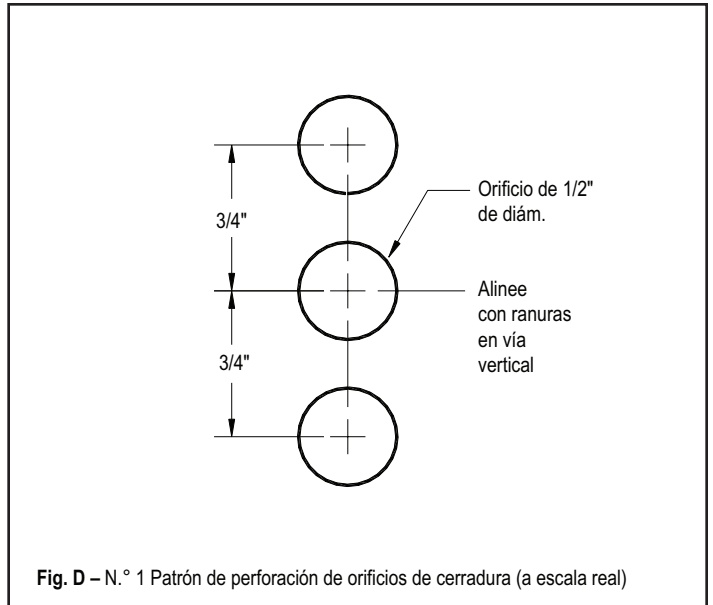 3/4"
Orificio de 1/2"
de diám.
Alinee
con ranuras
en vía
vertical
3/4"
Fig. D – N.° 1 Patrón de perforación de orificios de cerradura (a escala real)